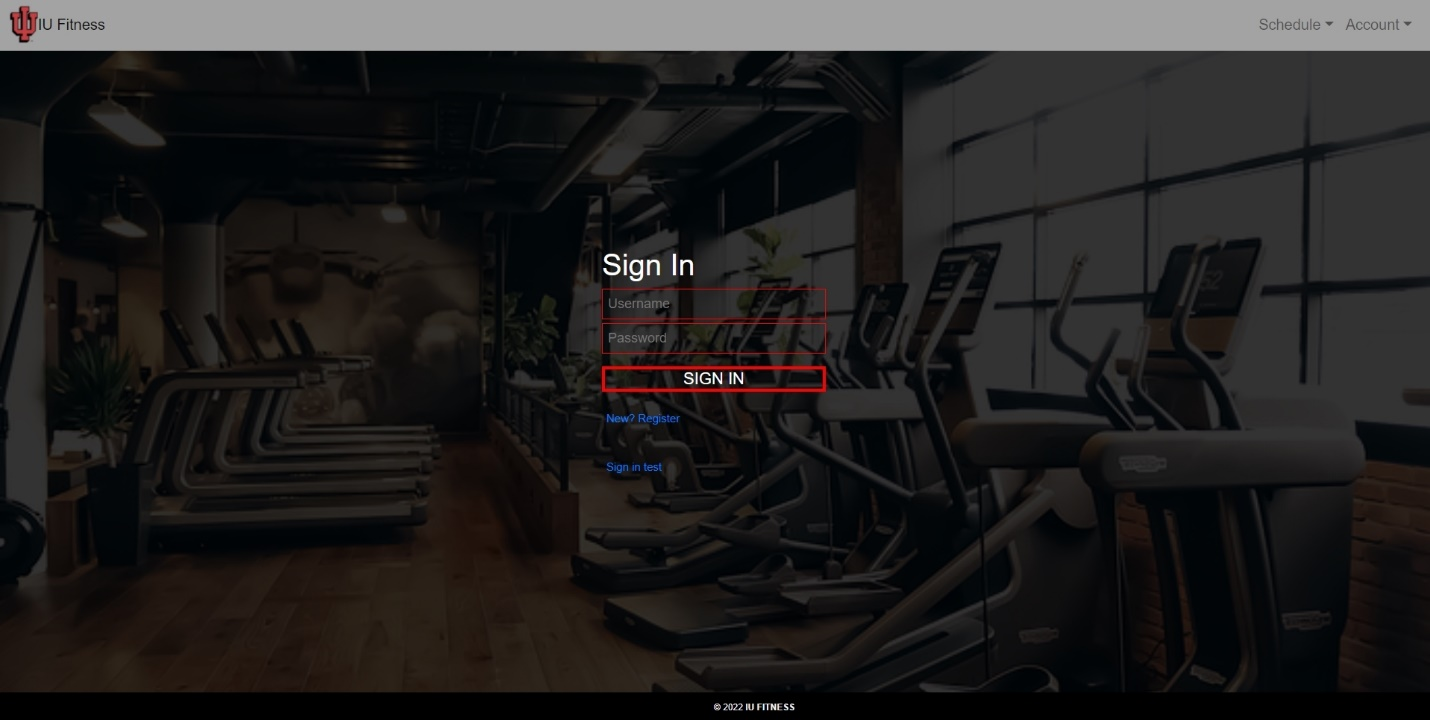 IU Fitness
Schedule
Account
Sign In
Username
Password
SIGN IN
New? Register
Sign in test
© 2022 IU FITNESS